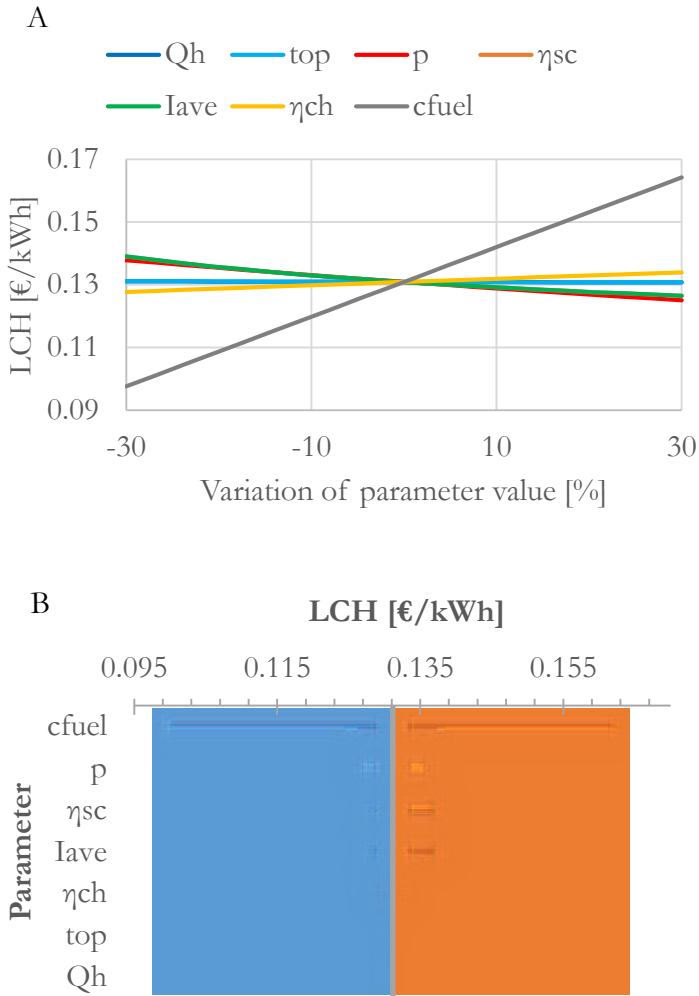 A
Qh top p ηsc
Iave ηch cfuel
0.17
0.15
0.13
0.11
0.09
LCH [€/kWh]
-30 -10 10 30
Variation of parameter value [%]
B
LCH [€/kWh]
0.095 0.115 0.135 0.155
Parameter
cfuel
p
ηsc
Iave
ηch
top
Qh